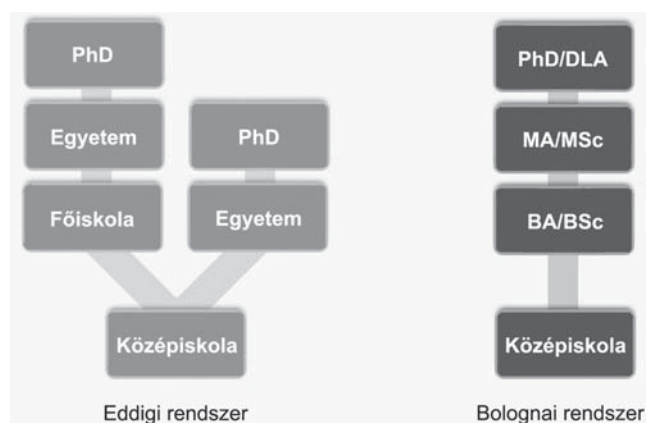 PhD
Egyetem
Főiskola
PhD
Egyetem
Középiskola
Eddigi rendszer
PhD/DLA
MA/MSc
BA/BSc
Középiskola
Bolognai rendszer